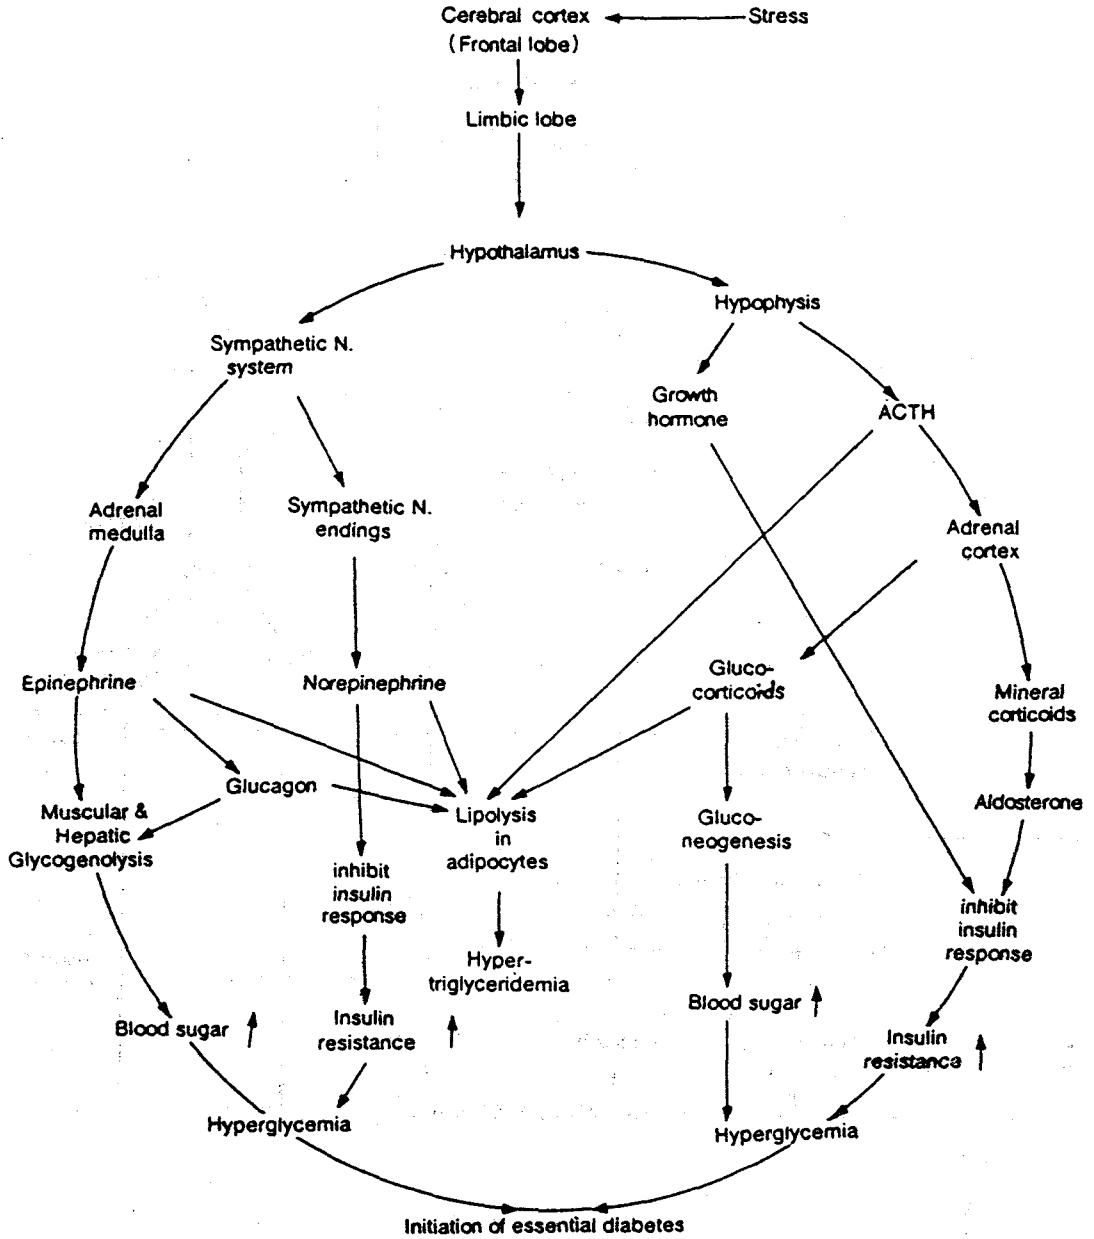 Cerebral cortex
Stress
(Frontal lobe)
Limbic lobe
Hypothalamus
Hypophysis
Sympathetic N.
system
Growth
hormone
ACTH
Adrenal
medulla
Sympathetic N.
endings
Adrenal
cortex
Epinephrine
Norepinephrine
Gluco-
corticoids
Mineral
corticoids
Glucagon
Muscular &
Hepatic
Glycogenolysis
Lipolysis
in
adipocytes
Gluco-
neogenesis
Aldosterone
inhibit
insulin
response
inhibit
insulin
response
Hyper-
triglyceridemia
Blood sugar
Insulin
resistance
Blood sugar
Insulin
resistance
Hyperglycemia
Hyperglycemia
Initiation of essential diabetes